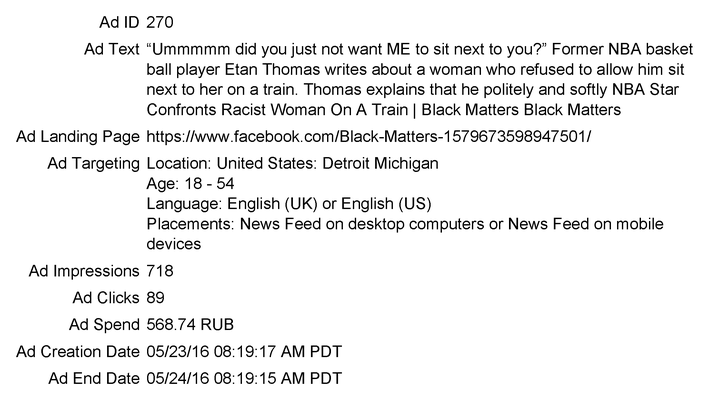 Ad ID 270
Ad Text “Ummmmm did you just not want ME to sit next to you?” Former NBA basket
ball player Etan Thomas writes about a woman who refused to allow him sit
next to her on a train. Thomas explains that he politely and softly NBA Star
Confronts Racist Woman On A Train | Black Matters Black Matters
Ad Landing Page https://www.facebook.com/Black-Matters-1579673598947501/
Ad Targeting Location: United States: Detroit Michigan
Age: 18 - 54
Language: English (UK) or English (US)
Placements: News Feed on desktop computers or News Feed on mobile
devices
Ad Impressions 718
Ad Clicks 89
Ad Spend 568.74 RUB
Ad Creation Date 05/23/16 08:19:17 AM PDT
Ad End Date 05/24/16 08:19:15 AM PDT